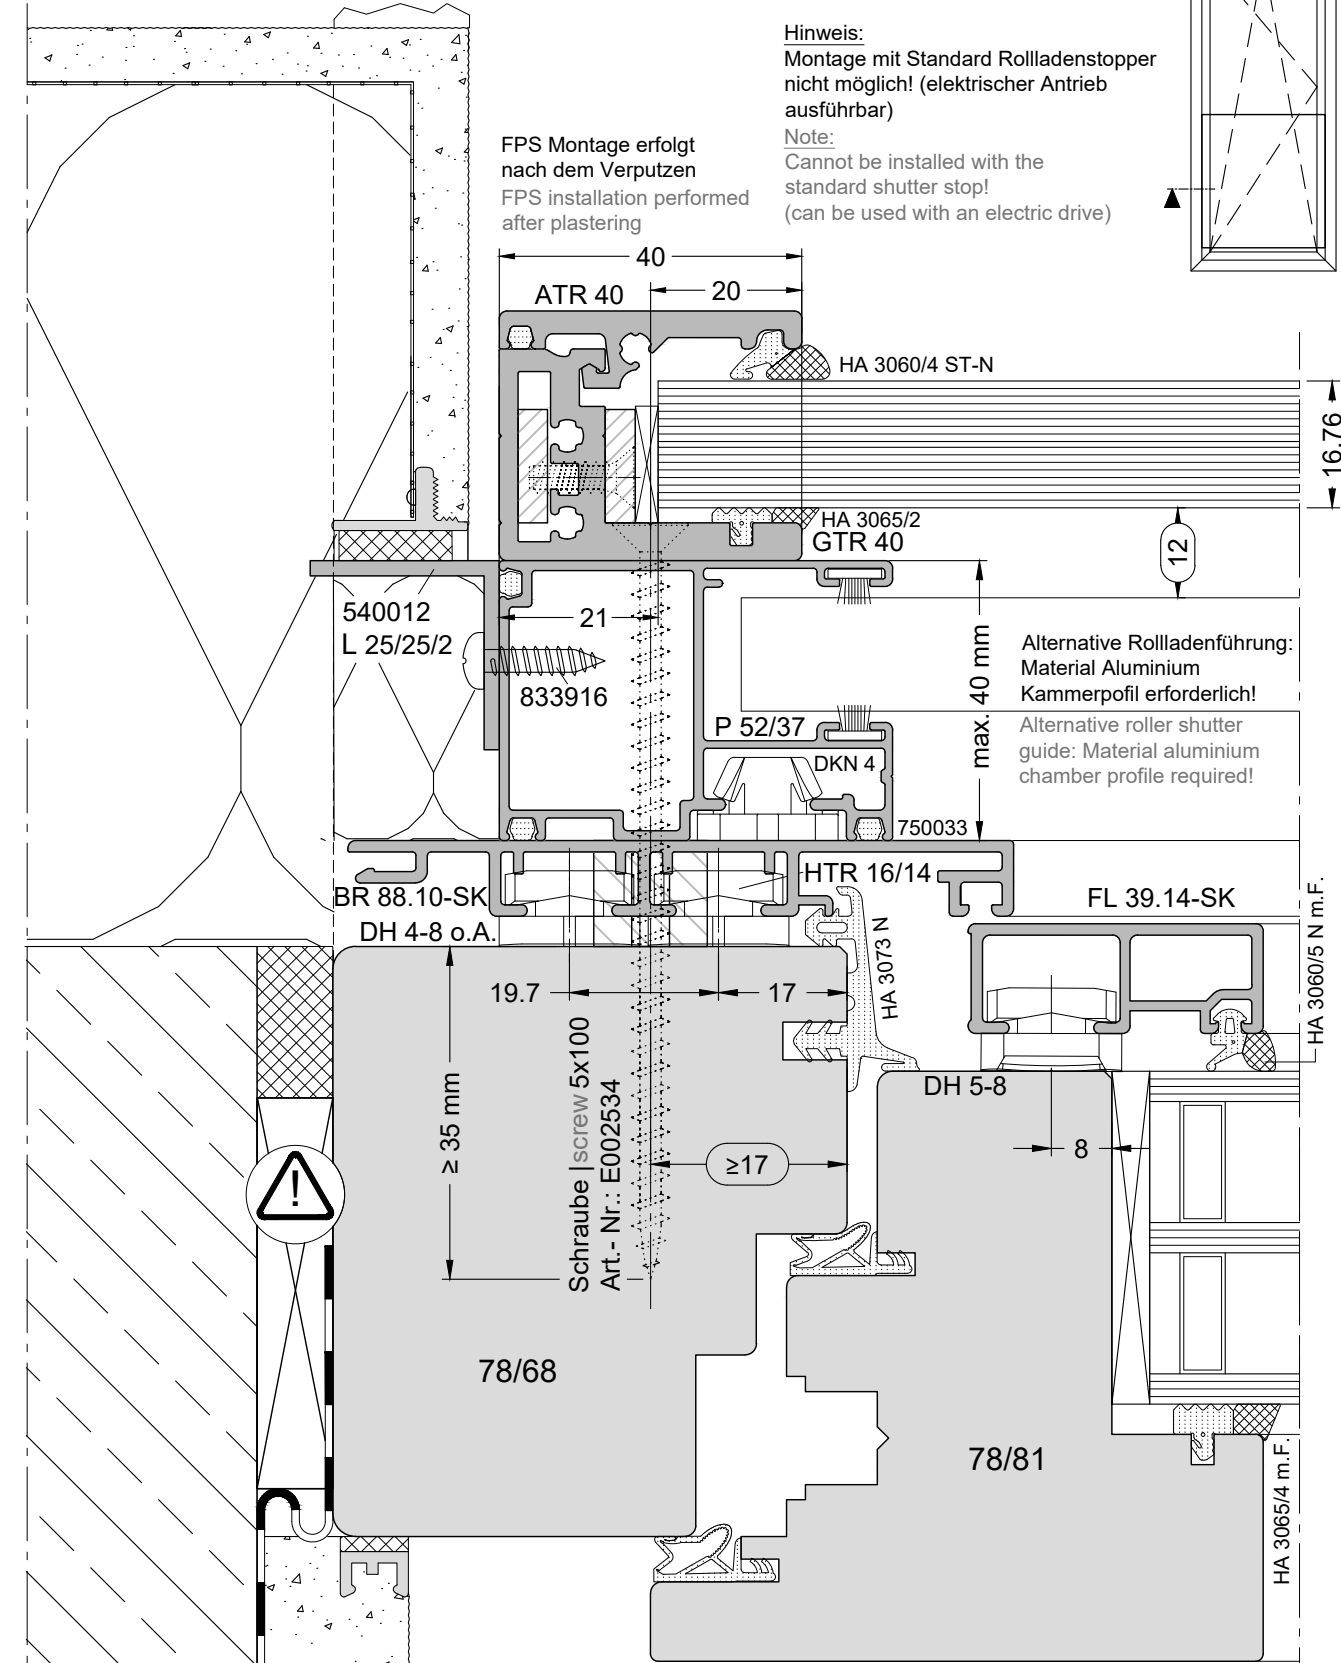 Hinweis:
Montage mit Standard Rollladenstopper
nicht möglich! (elektrischer Antrieb
ausführbar)
Note:
Cannot be installed with the
standard shutter stop!
(can be used with an electric drive)
FPS Montage erfolgt
nach dem Verputzen
FPS installation performed
after plastering
40
ATR 40
20
HA 3060/4 ST-N
16.76
HA 3065/2
GTR 40
12
540012
L 25/25/2
21
833916
max. 40 mm
Alternative Rollladenführung:
Material Aluminium
Kammerpofil erforderlich!
Alternative roller shutter
guide: Material aluminium
chamber profile required!
P 52/37
DKN 4
750033
HTR 16/14
BR 88.10-SK
FL 39.14-SK
DH 4-8 o.A.
HA 3073 N
HA 3060/5 N m.F.
19.7
17
≥ 35 mm
Schraube |screw 5x100
Art.- Nr.: E002534
DH 5-8
8
≥17
!
78/68
78/81
HA 3065/4 m.F.